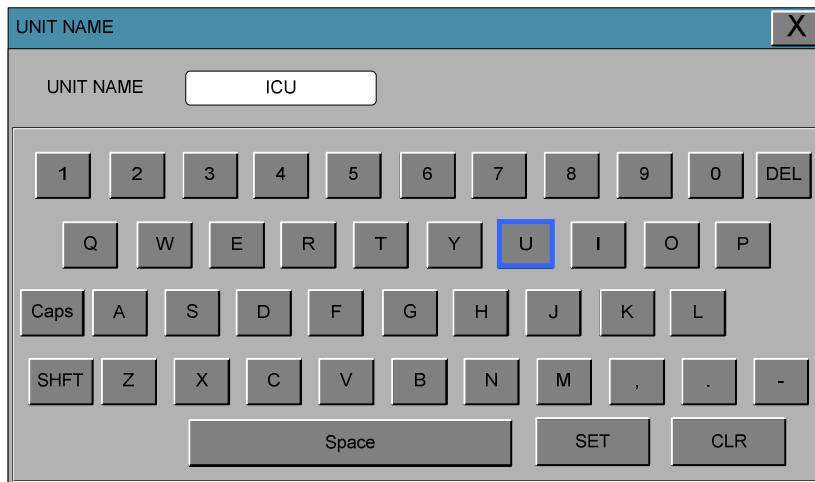 UNIT NAME X
UNIT NAME ICU
1 2 3 4 5 6 7 8 9 0 DEL
Q W E R T Y U I O P
Caps A S D F G H J K L
SHFT Z X C V B N M , . -
Space SET CLR